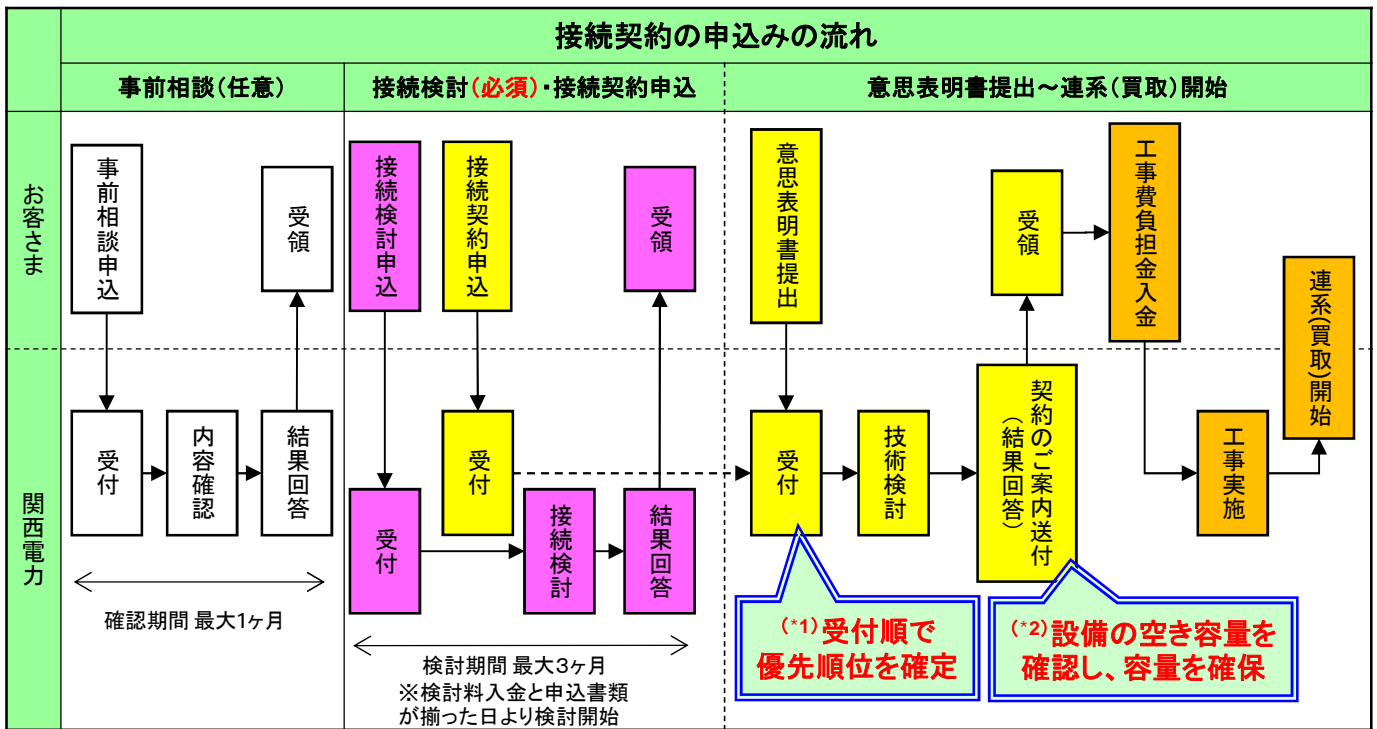 接続契約の申込みの流れ
事前相談(任意)
接続検討(必須)・接続契約申込
意思表明書提出～連系(買取)開始
お客さま
事前相談申込
受領
接続検討申込
接続契約申込
受領
意思表明書提出
受領
工事費負担金入金
連系(買取)開始
関西電力
受付
内容確認
結果回答
受付
受付
接続検討
結果回答
受付
技術検討
契約のご案内送付
(結果回答)
工事実施
確認期間 最大1ヶ月
検討期間 最大3ヶ月
※検討料入金と申込書類
が揃った日より検討開始
(*1)受付順で
優先順位を確定
(*2)設備の空き容量を
確認し、容量を確保